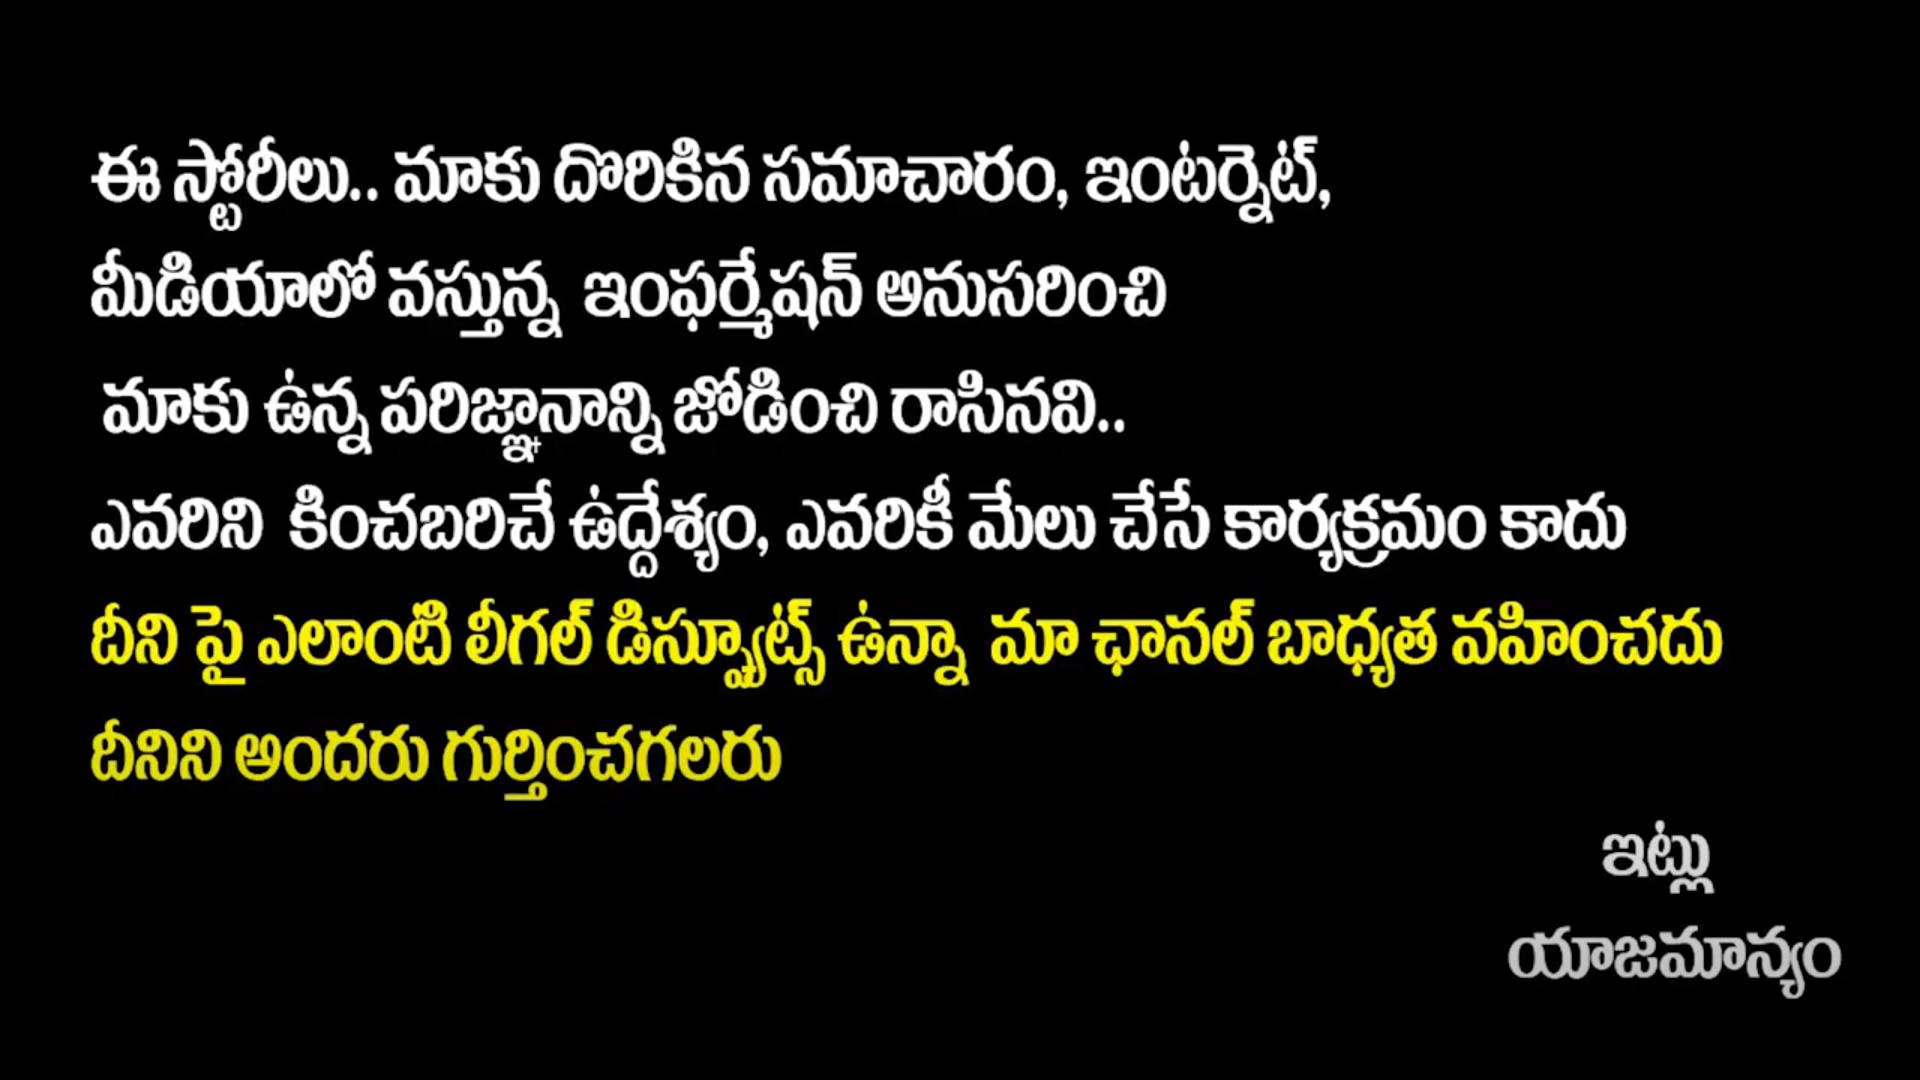 ఈ స్టోరీలు.. మాకు దొరికిన సమాచారం, ఇంటర్నెట్,
మీడియాలో వస్తున్న ఇంఫర్మేషన్ అనుసరించి
మాకు ఉన్న పరిజ్ఞానాన్ని జోడించి రాసినవి..
ఎవరిని కించబరిచే ఉద్దేశ్యం, ఎవరికీ మేలు చేసే కార్యక్రమం కాదు
దీని పై ఎలాంటి లీగల్ డిస్ప్యూట్స్ ఉన్నా మా ఛానల్ బాధ్యత వహించదు
దీనిని అందరు గుర్తించగలరు
ఇట్లు
యాజమాన్యం